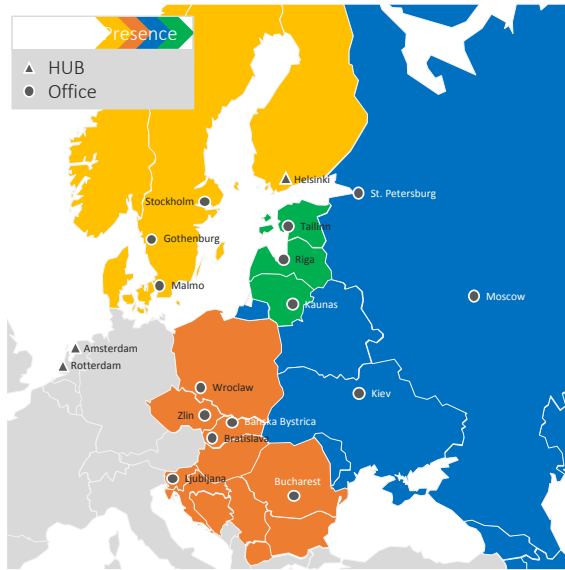 Presence
HUB
Office
Helsinki
Stockholm
St. Petersburg
Tallinn
Gothenburg
Riga
Malmo
Kaunas
Moscow
Amsterdam
Rotterdam
Wroclaw
Kiev
Zlin
Banska Bystrica
Bratislava
Ljubljana
Bucharest